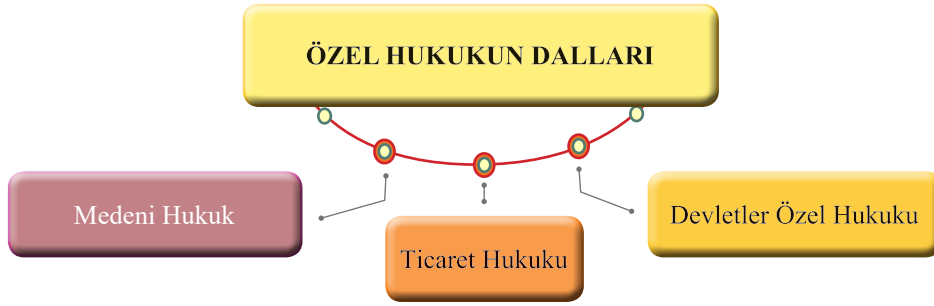 ÖZEL HUKUKUN DALLARI
Medeni Hukuk
Ticaret Hukuku
Devletler Özel Hukuku